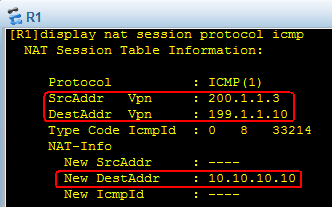 R1
[R1]display nat session protocol icmp
NAT Session Table Information:
Protocol : ICMP(1)
SrcAddr Vpn : 200.1.1.3
DestAddr Vpn : 199.1.1.10
Type Code IcmpId : 0 8 33214
NAT-Info
New SrcAddr : ----
New DestAddr : 10.10.10.10
New IcmpId : ----